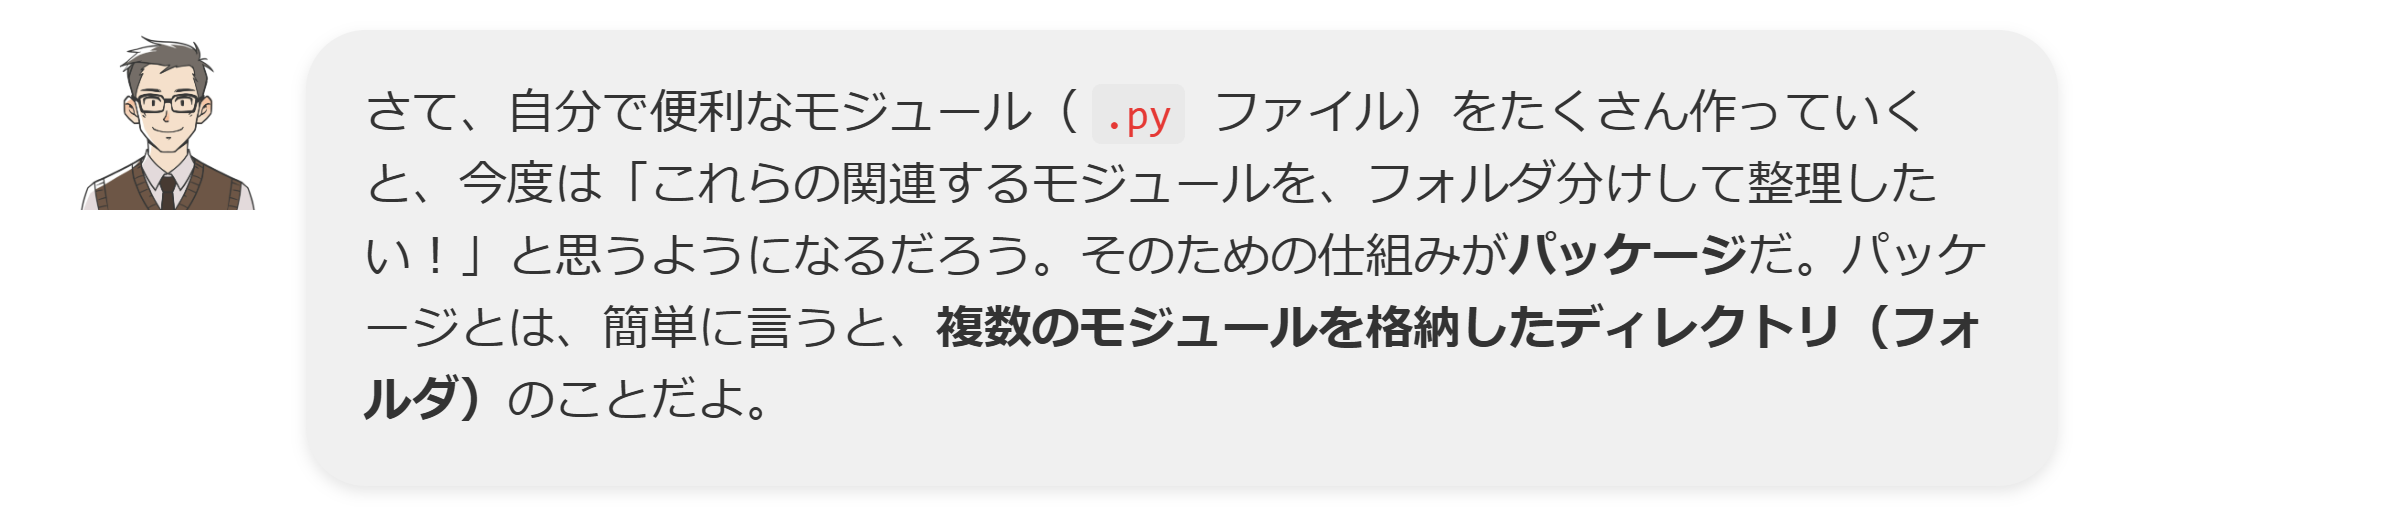 さて、自分で便利なモジュール（ .py ファイル）をたくさん作っていく
と、今度は「これらの関連するモジュールを、フォルダ分けして整理した
い！」と思うようになるだろう。そのための仕組みがパッケージだ。パッケ
ージとは、簡単に言うと、複数のモジュールを格納したディレクトリ（フォ
ルダ）のことだよ。